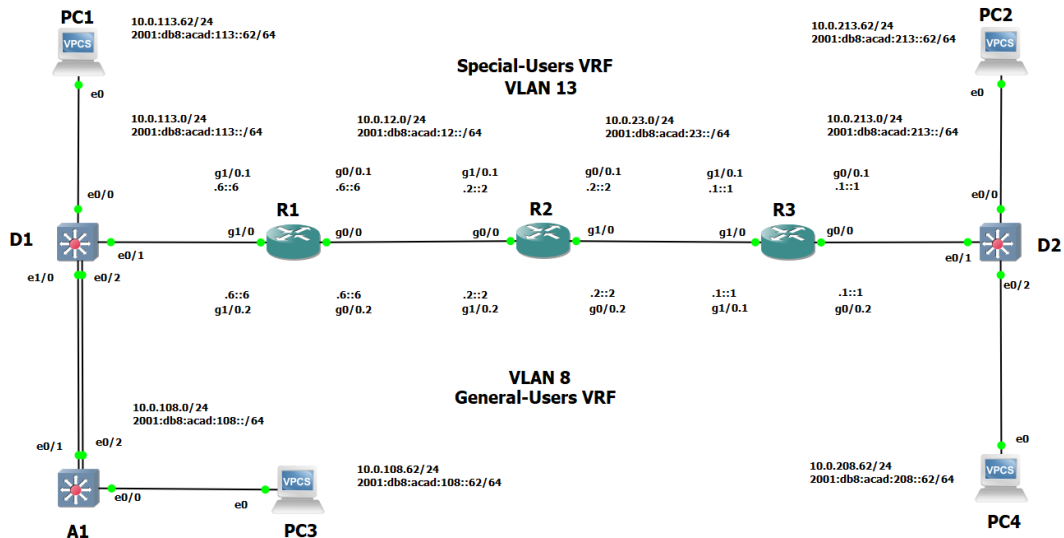 PC1
10.0.113.62/24
2001:db8:acad:113::62/64
VPCS
e0
10.0.213.62/24
2001:db8:acad:213::62/64
PC2
VPCS
e0
Special-Users VRF
VLAN 13
10.0.113.0/24
2001:db8:acad:113::/64
10.0.12.0/24
2001:db8:acad:12::/64
10.0.23.0/24
2001:db8:acad:23::/64
10.0.213.0/24
2001:db8:acad:213::/64
g1/0.1
.6::6
g0/0.1
.6::6
g1/0.1
.2::2
g0/0.1
.2::2
g1/0.1
.1::1
g0/0.1
.1::1
e0/0
e0/0
D1
e0/1
g1/0
R1
g0/0
g0/0
R2
g1/0
g1/0
R3
g0/0
e0/1
D2
e1/0
e0/2
e0/2
.6::6
g1/0.2
.6::6
g0/0.2
.2::2
g1/0.2
.2::2
g0/0.2
.1::1
g1/0.1
.1::1
g0/0.2
VLAN 8
General-Users VRF
10.0.108.0/24
2001:db8:acad:108::/64
e0/1
e0/2
A1
e0/0
e0
VPCS
PC3
10.0.108.62/24
2001:db8:acad:108::62/64
10.0.208.62/24
2001:db8:acad:208::62/64
e0
VPCS
PC4